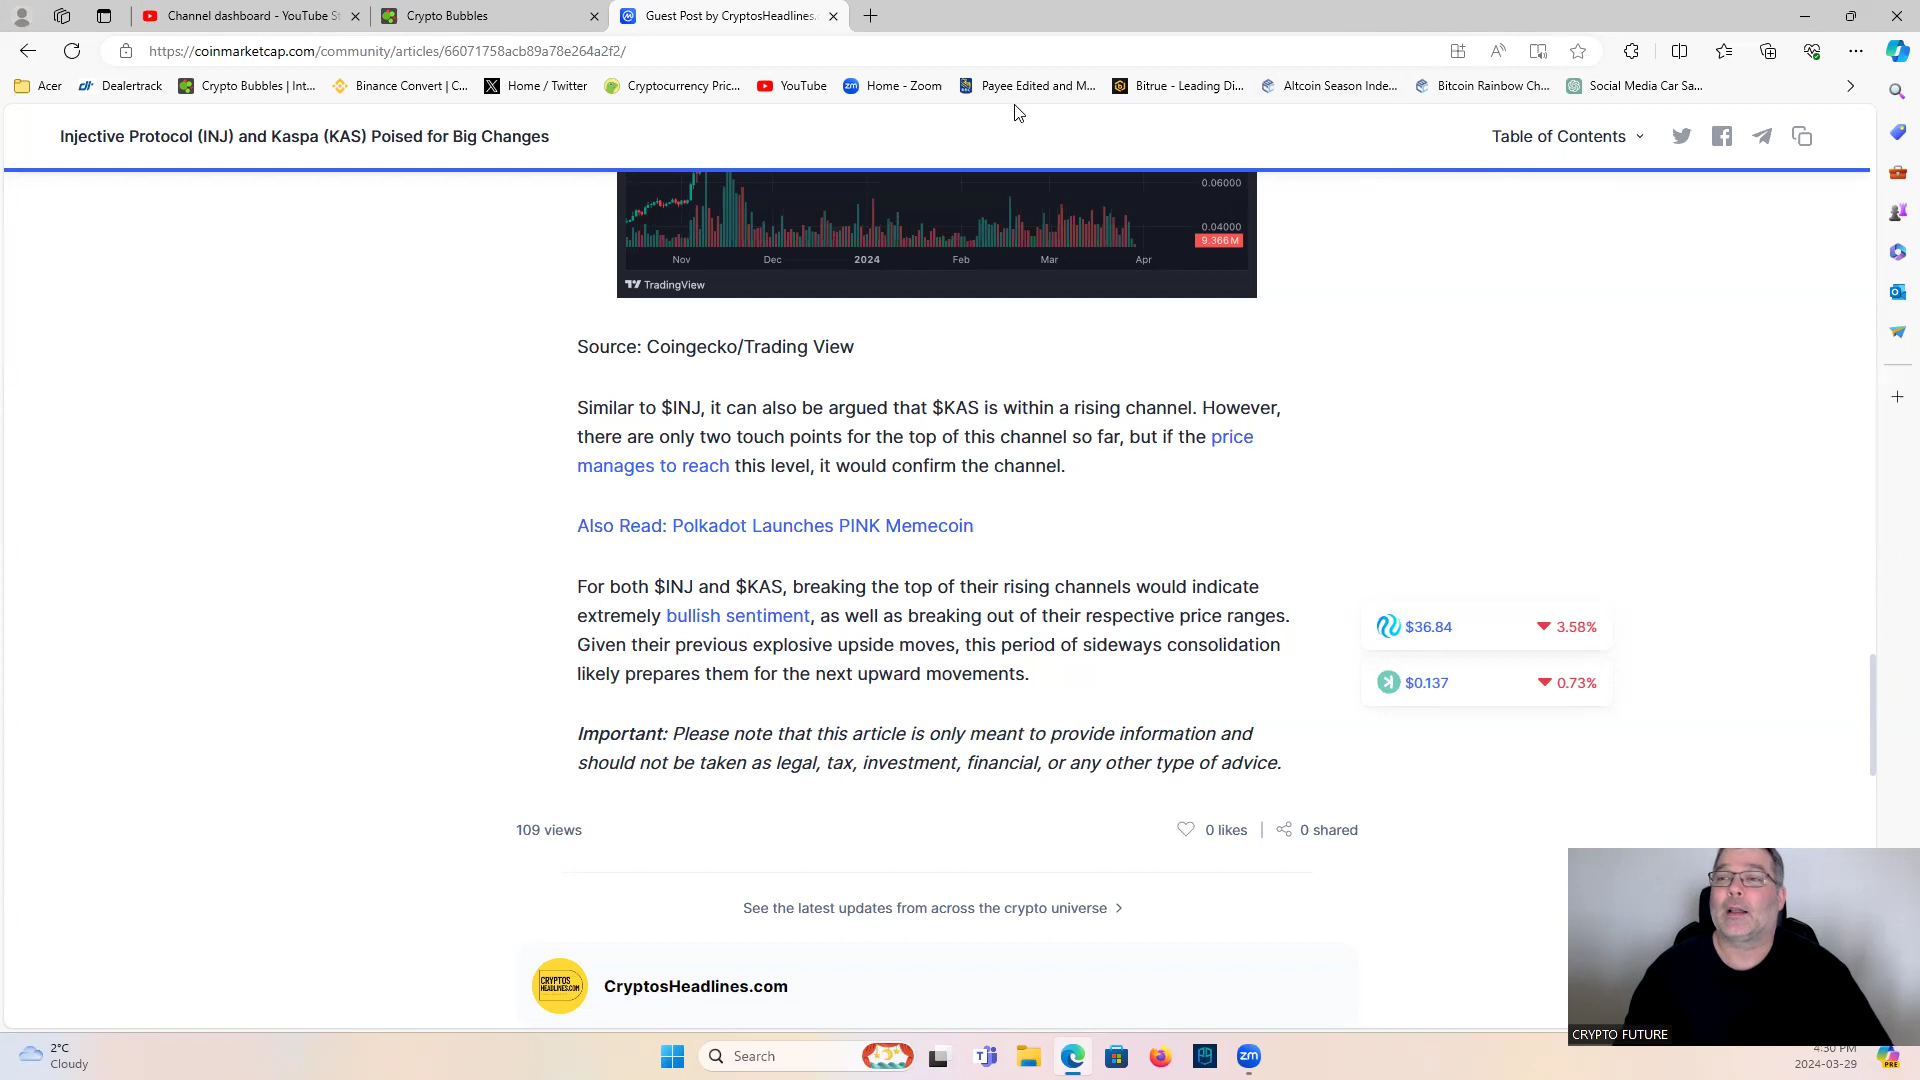 Channel dashboard - YouTube St
Crypto Bubbles
Guest Post by CryptosHeadlines.
https://coinmarketcap.com/community/articles/66071758acb89a78e264a2f2/
Acer
Dealertrack
Crypto Bubbles | Int...
Binance Convert | C...
Home / Twitter
Cryptocurrency Pric...
YouTube
Home - Zoom
Payee Edited and M...
Bitrue - Leading Di...
Altcoin Season Inde...
Bitcoin Rainbow Ch...
Social Media Car Sa...
Injective Protocol (INJ) and Kaspa (KAS) Poised for Big Changes
Table of Contents
0.06000
0.04000
9.366M
Nov Dec 2024 Feb Mar Apr
TradingView
Source: Coingecko/Trading View
Similar to $INJ, it can also be argued that $KAS is within a rising channel. However,
there are only two touch points for the top of this channel so far, but if the price
manages to reach this level, it would confirm the channel.
Also Read: Polkadot Launches PINK Memecoin
For both $INJ and $KAS, breaking the top of their rising channels would indicate
extremely bullish sentiment, as well as breaking out of their respective price ranges.
Given their previous explosive upside moves, this period of sideways consolidation
likely prepares them for the next upward movements.
$36.84 3.58%
$0.137 0.73%
Important: Please note that this article is only meant to provide information and
should not be taken as legal, tax, investment, financial, or any other type of advice.
109 views
0 likes
0 shared
See the latest updates from across the crypto universe
CRYPTOS
HEADLINES.COM
CryptosHeadlines.com
CRYPTO FUTURE
2°C
Cloudy
Search
zm
4:30 PM
2024-03-29
PRE